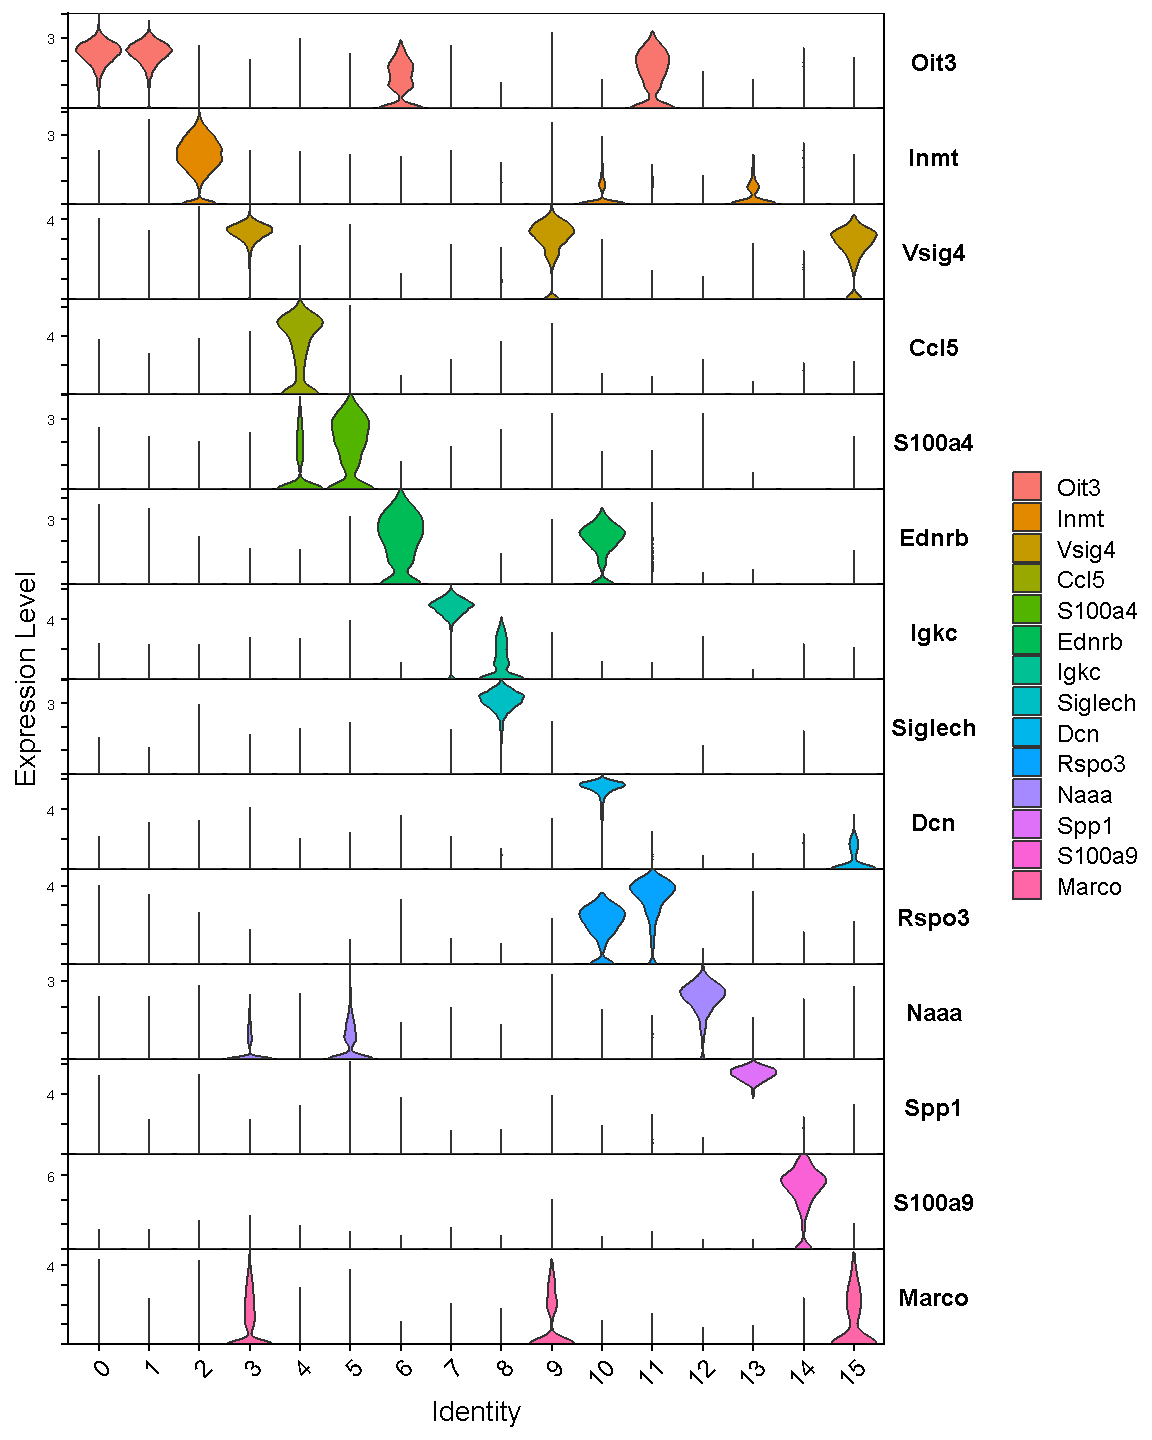 3
Oit3
3
Inmt
4
Vsig4
4
Ccl5
3
S100a4
3
Ednrb
4
Igkc
3
Siglech
4
Dcn
4
Rspo3
3
Naaa
4
Spp1
6
S100a9
4
Marco
Expression Level
0 1 2 3 4 5 6 7 8 9 10 11 12 13 14 15
Identity
Oit3
Inmt
Vsig4
Ccl5
S100a4
Ednrb
Igkc
Siglech
Dcn
Rspo3
Naaa
Spp1
S100a9
Marco